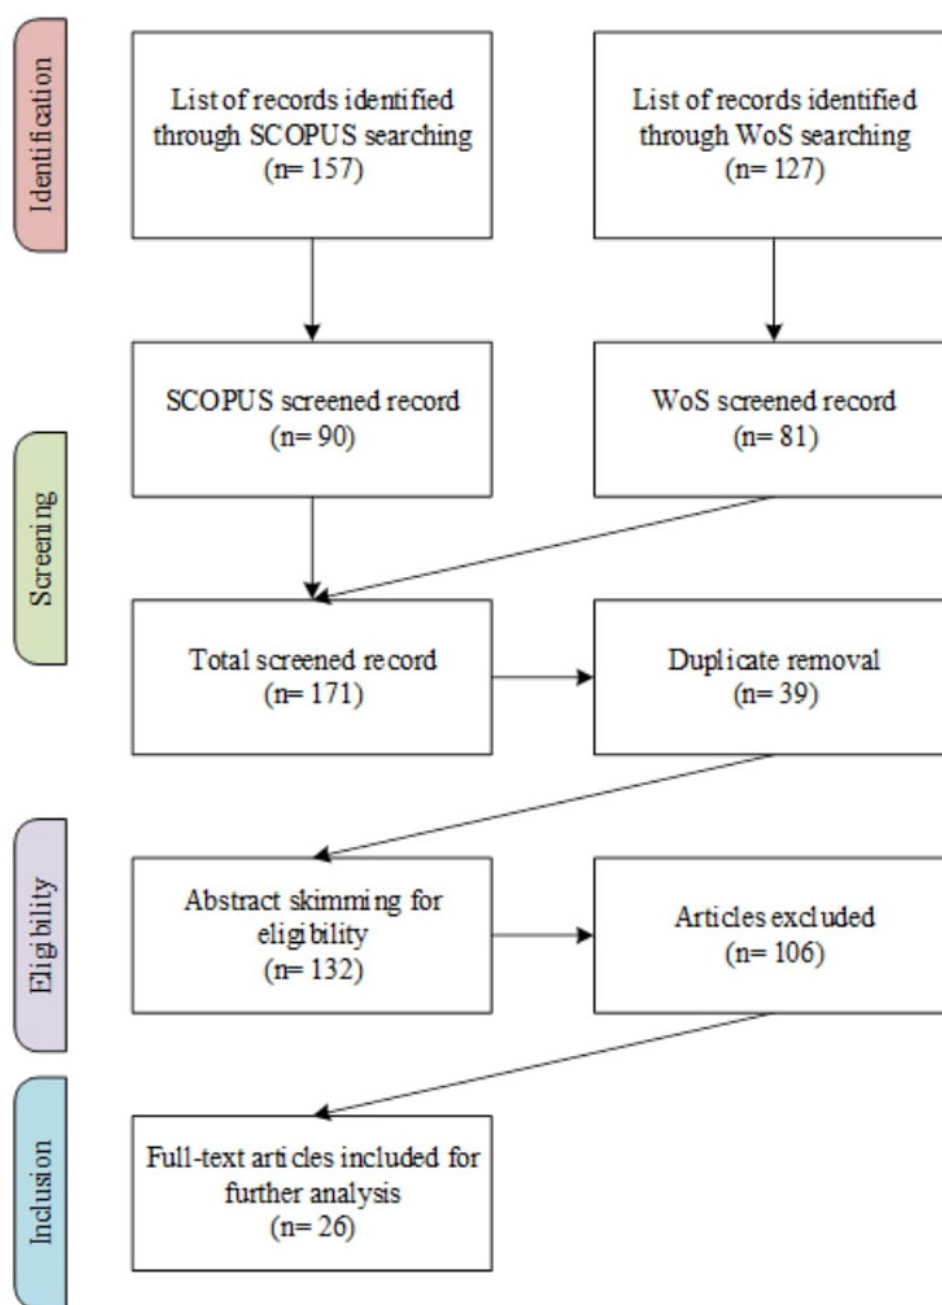 Identification
List of records identified
through SCOPUS searching
(n= 157)
List of records identified
through WoS searching
(n= 127)
Screening
SCOPUS screened record
(n= 90)
WoS screened record
(n= 81)
Total screened record
(n= 171)
Duplicate removal
(n= 39)
Eligibility
Abstract skimming for
eligibility
(n= 132)
Articles excluded
(n= 106)
Inclusion
Full-text articles included for
further analysis
(n= 26)